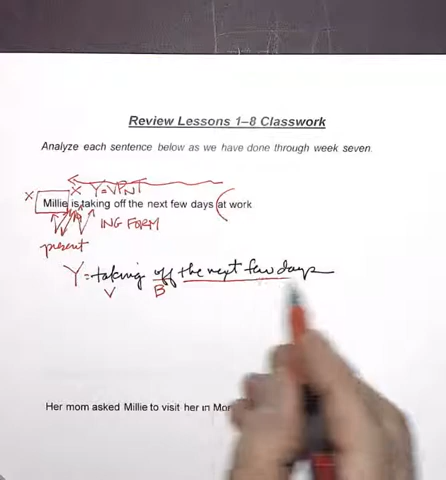 Review Lessons 1–8 Classwork
Analyze each sentence below as we have done through week seven.
X X Y=VPNT
Millie is taking off the next few days at work
ING FORM
present
Y=taking off the next few days
V B
Her mom asked Millie to visit her in Mor